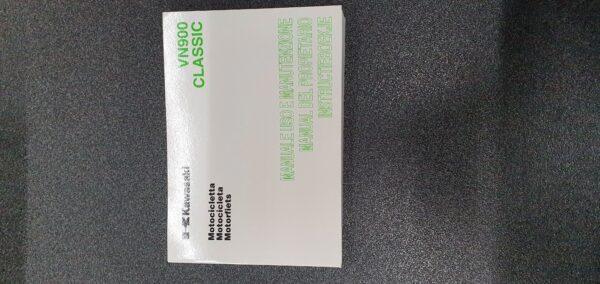 Kawasaki
VN900
CLASSIC
Motocicletta
Motocicleta
Motorfiets
MANUALE USO E MANUTENZIONE
MANUAL DEL PROPIETARIO
INSTRUCTIEBOEKJE